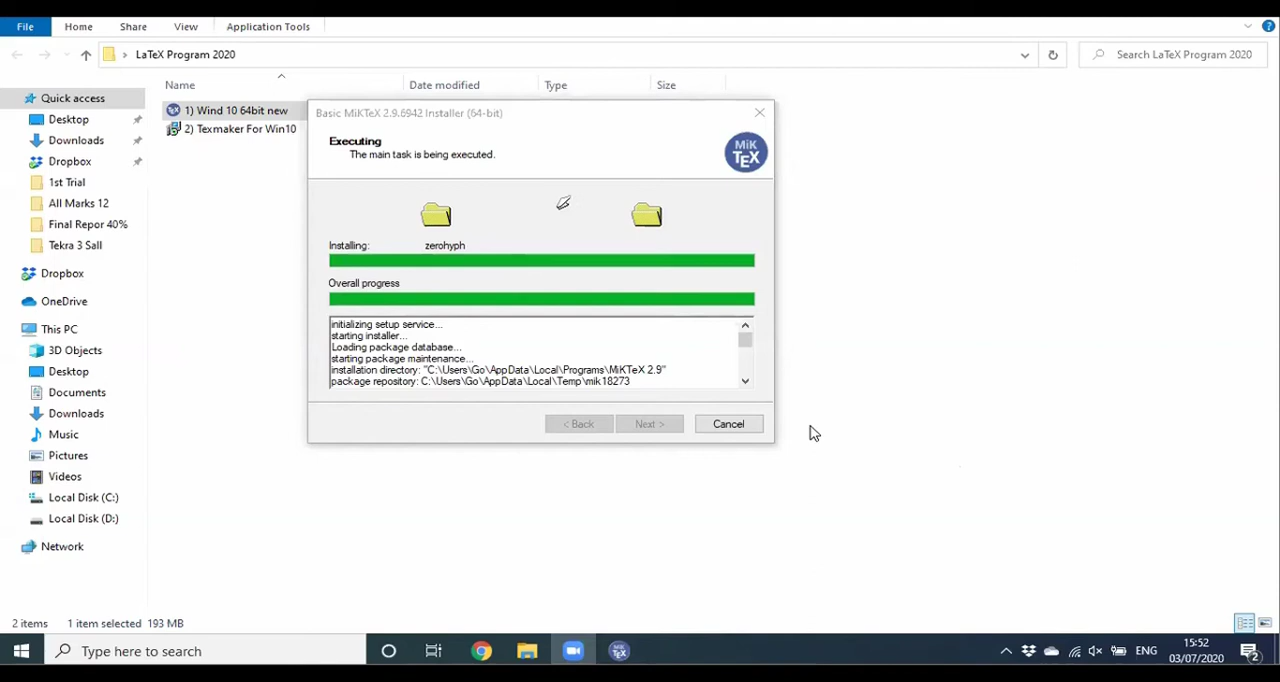 File Home Share View Application Tools
LaTeX Program 2020
Search LaTeX Program 2020
Name Date modified Type Size
Quick access
Desktop
Downloads
Dropbox
1st Trial
All Marks 12
Final Repor 40%
Tekra 3 Sall
Dropbox
OneDrive
This PC
3D Objects
Desktop
Documents
Downloads
Music
Pictures
Videos
Local Disk (C:)
Local Disk (D:)
Network
1) Wind 10 64bit new
2) Texmaker For Win10
Basic MiKTeX 2.9.6942 Installer (64-bit)
Executing
The main task is being executed.
MiK
TEX
Installing: zerohyph
Overall progress
initializing setup service...
starting installer...
Loading package database...
starting package maintenance...
installation directory: "C:\Users\Go\AppData\Local\Programs\MiKTeX 2.9"
package repository: C:\Users\Go\AppData\Local\Temp\mik18273
< Back Next > Cancel
2 items 1 item selected 193 MB
Type here to search
ENG
15:52
03/07/2020
2